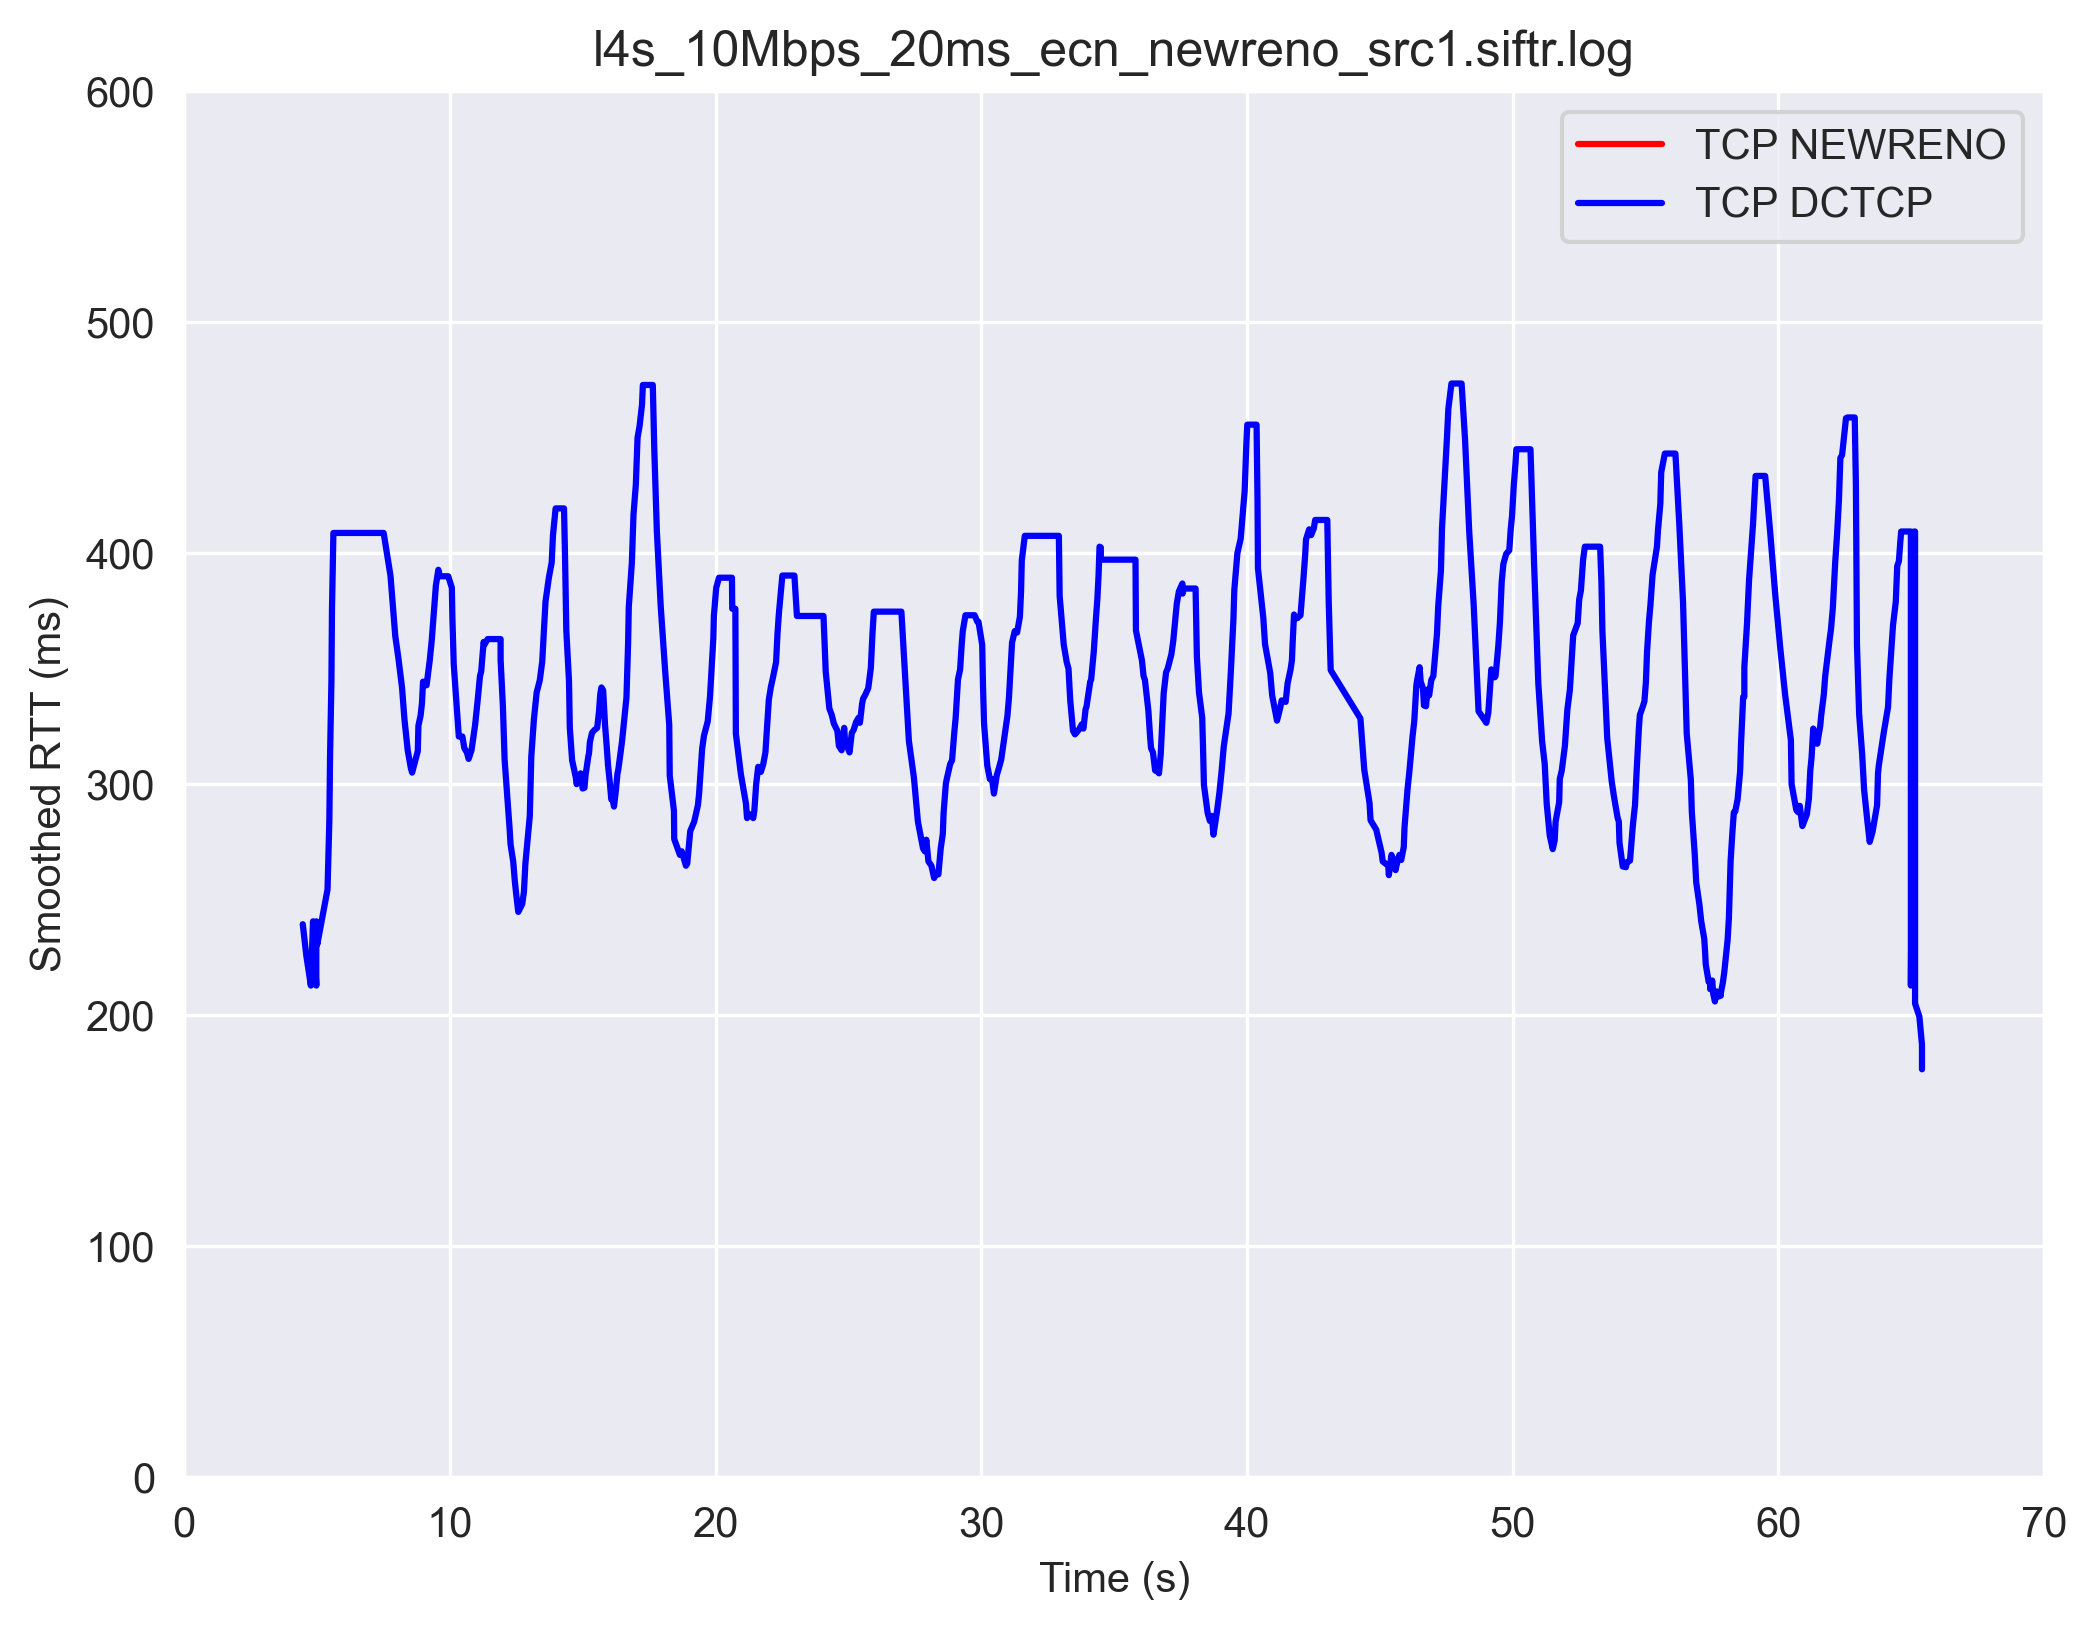 l4s_10Mbps_20ms_ecn_newreno_src1.siftr.log
TCP NEWRENO
TCP DCTCP
Smoothed RTT (ms)
600
500
400
300
200
100
0
0 10 20 30 40 50 60 70
Time (s)